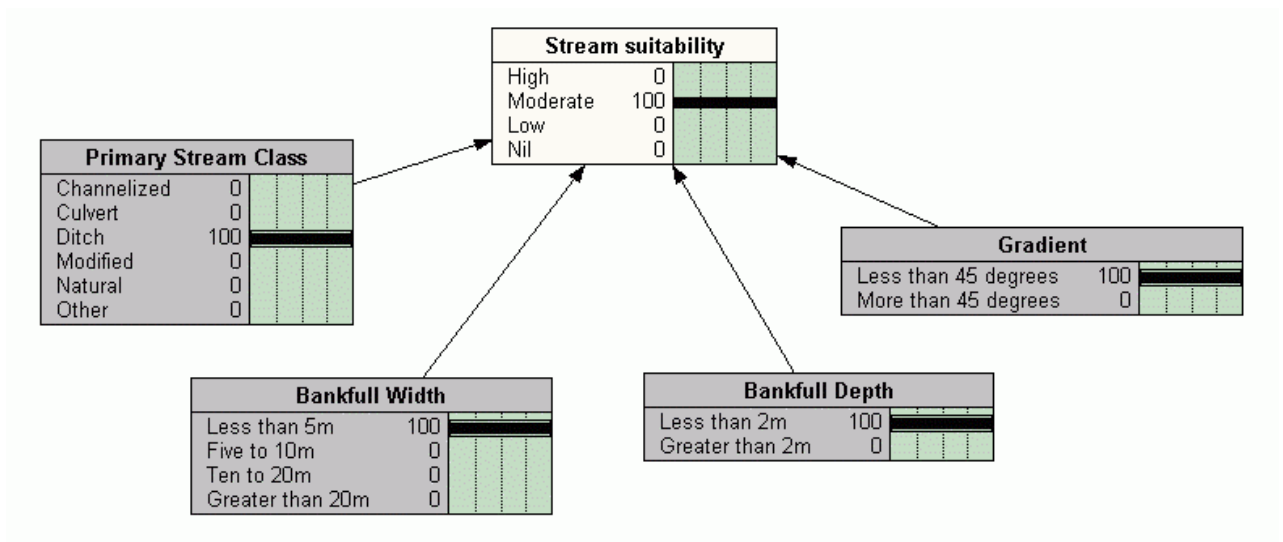 Stream suitability
High 0
Moderate 100
Low 0
Nil 0
Primary Stream Class
Channelized 0
Culvert 0
Ditch 100
Modified 0
Natural 0
Other 0
Gradient
Less than 45 degrees 100
More than 45 degrees 0
Bankfull Width
Less than 5m 100
Five to 10m 0
Ten to 20m 0
Greater than 20m 0
Bankfull Depth
Less than 2m 100
Greater than 2m 0